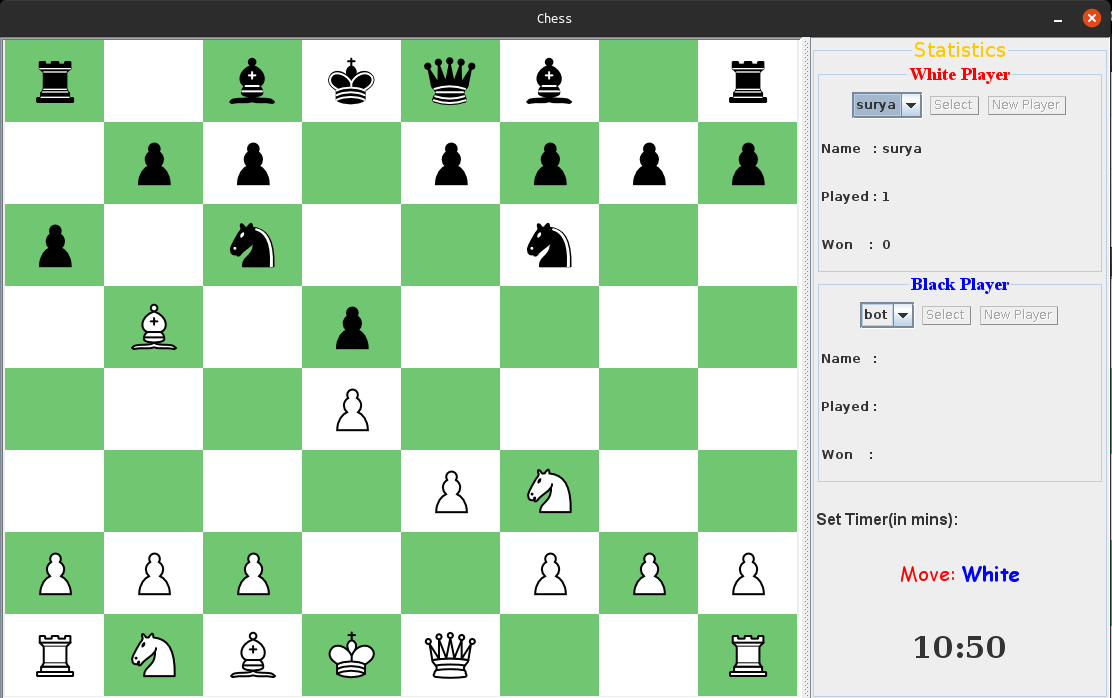 Chess
Statistics
White Player
surya Select New Player
Name : surya
Played : 1
Won : 0
Black Player
bot Select New Player
Name :
Played :
Won :
Set Timer(in mins):
Move: White
10:50